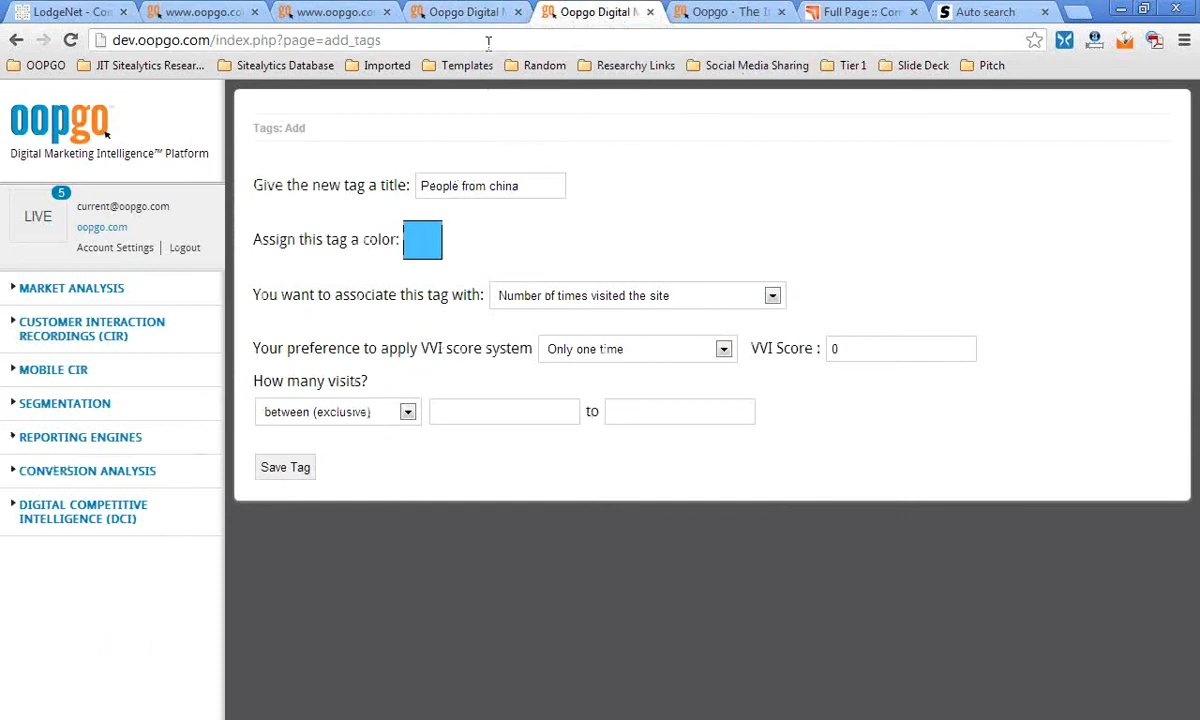 LodgeNet - Co
www.oopgo.co
www.oopgo.co
Oopgo Digital
Oopgo Digital
Oopgo - The I
Full Page :: Com
Auto search
dev.oopgo.com/index.php?page=add_tags
OOPGO
JIT Sitealytics Resear...
Sitealytics Database
Imported
Templates
Random
Researchy Links
Social Media Sharing
Tier1
Slide Deck
Pitch
oopgo
Digital Marketing Intelligence™ Platform
5
LIVE
current@oopgo.com
oopgo.com
Account Settings | Logout
MARKET ANALYSIS
CUSTOMER INTERACTION
RECORDINGS (CIR)
MOBILE CIR
SEGMENTATION
REPORTING ENGINES
CONVERSION ANALYSIS
DIGITAL COMPETITIVE
INTELLIGENCE (DCI)
Tags: Add
Give the new tag a title: People from china
Assign this tag a color:
You want to associate this tag with: Number of times visited the site
Your preference to apply VVI score system Only one time VVI Score : 0
How many visits?
between (exclusive) to
Save Tag